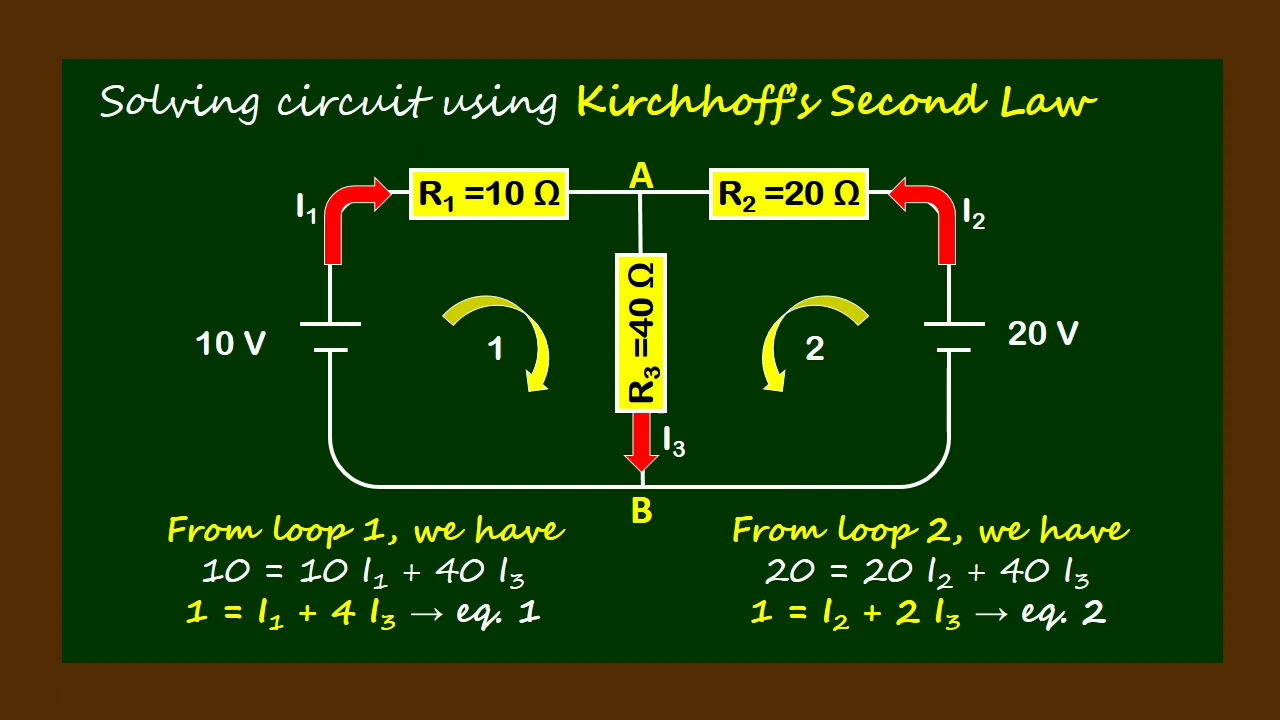 Solving circuit using Kirchhoff's Second Law
A
I₁
R₁ =10 Ω
R₂ =20 Ω
I₂
R₃ =40 Ω
10 V
1
2
20 V
I₃
B
From loop 1, we have
10 = 10 I₁ + 40 I₃
1 = I₁ + 4 I₃ → eq. 1
From loop 2, we have
20 = 20 I₂ + 40 I₃
1 = I₂ + 2 I₃ → eq. 2